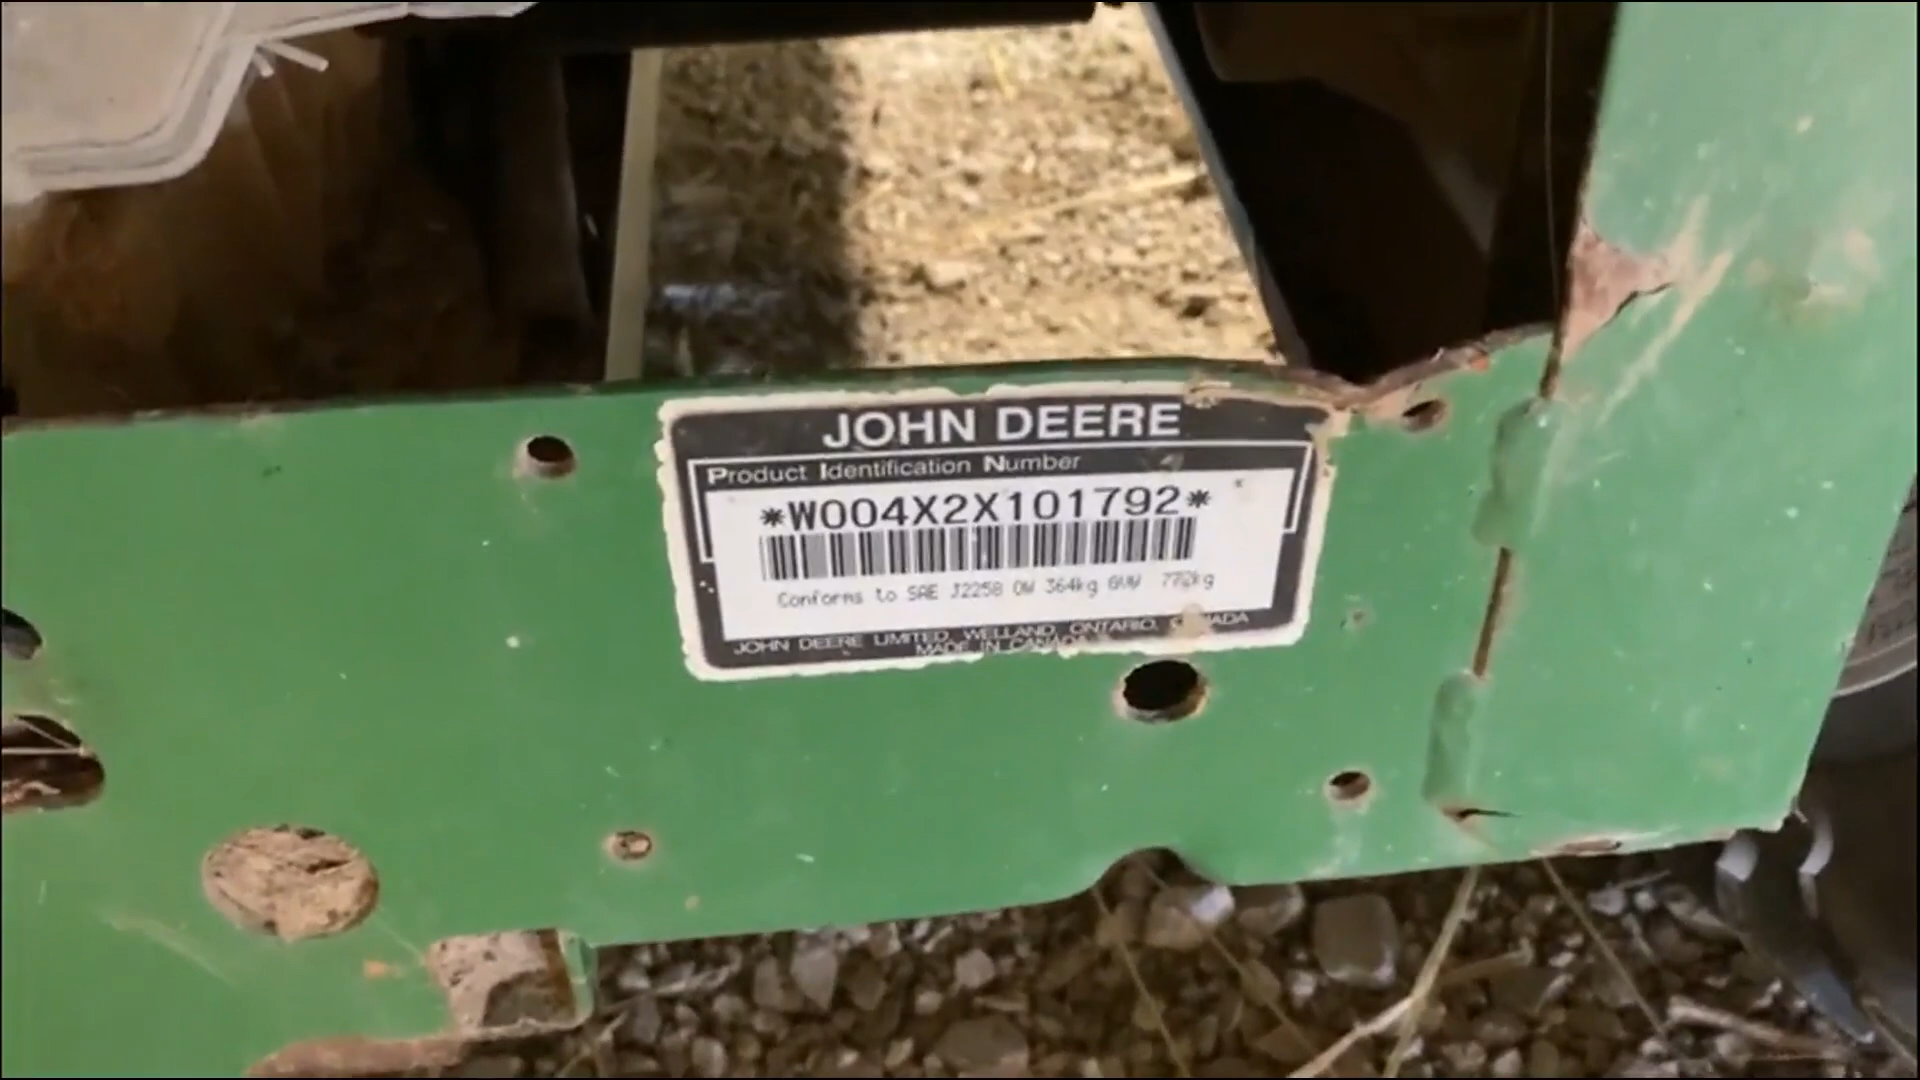 JOHN DEERE
Product Identification Number
*W004X2X101792*
Conforms to SAE J2258 OW 364kg GVW 772kg
JOHN DEERE LIMITED, WELLAND, ONTARIO, CANADA
MADE IN CANADA